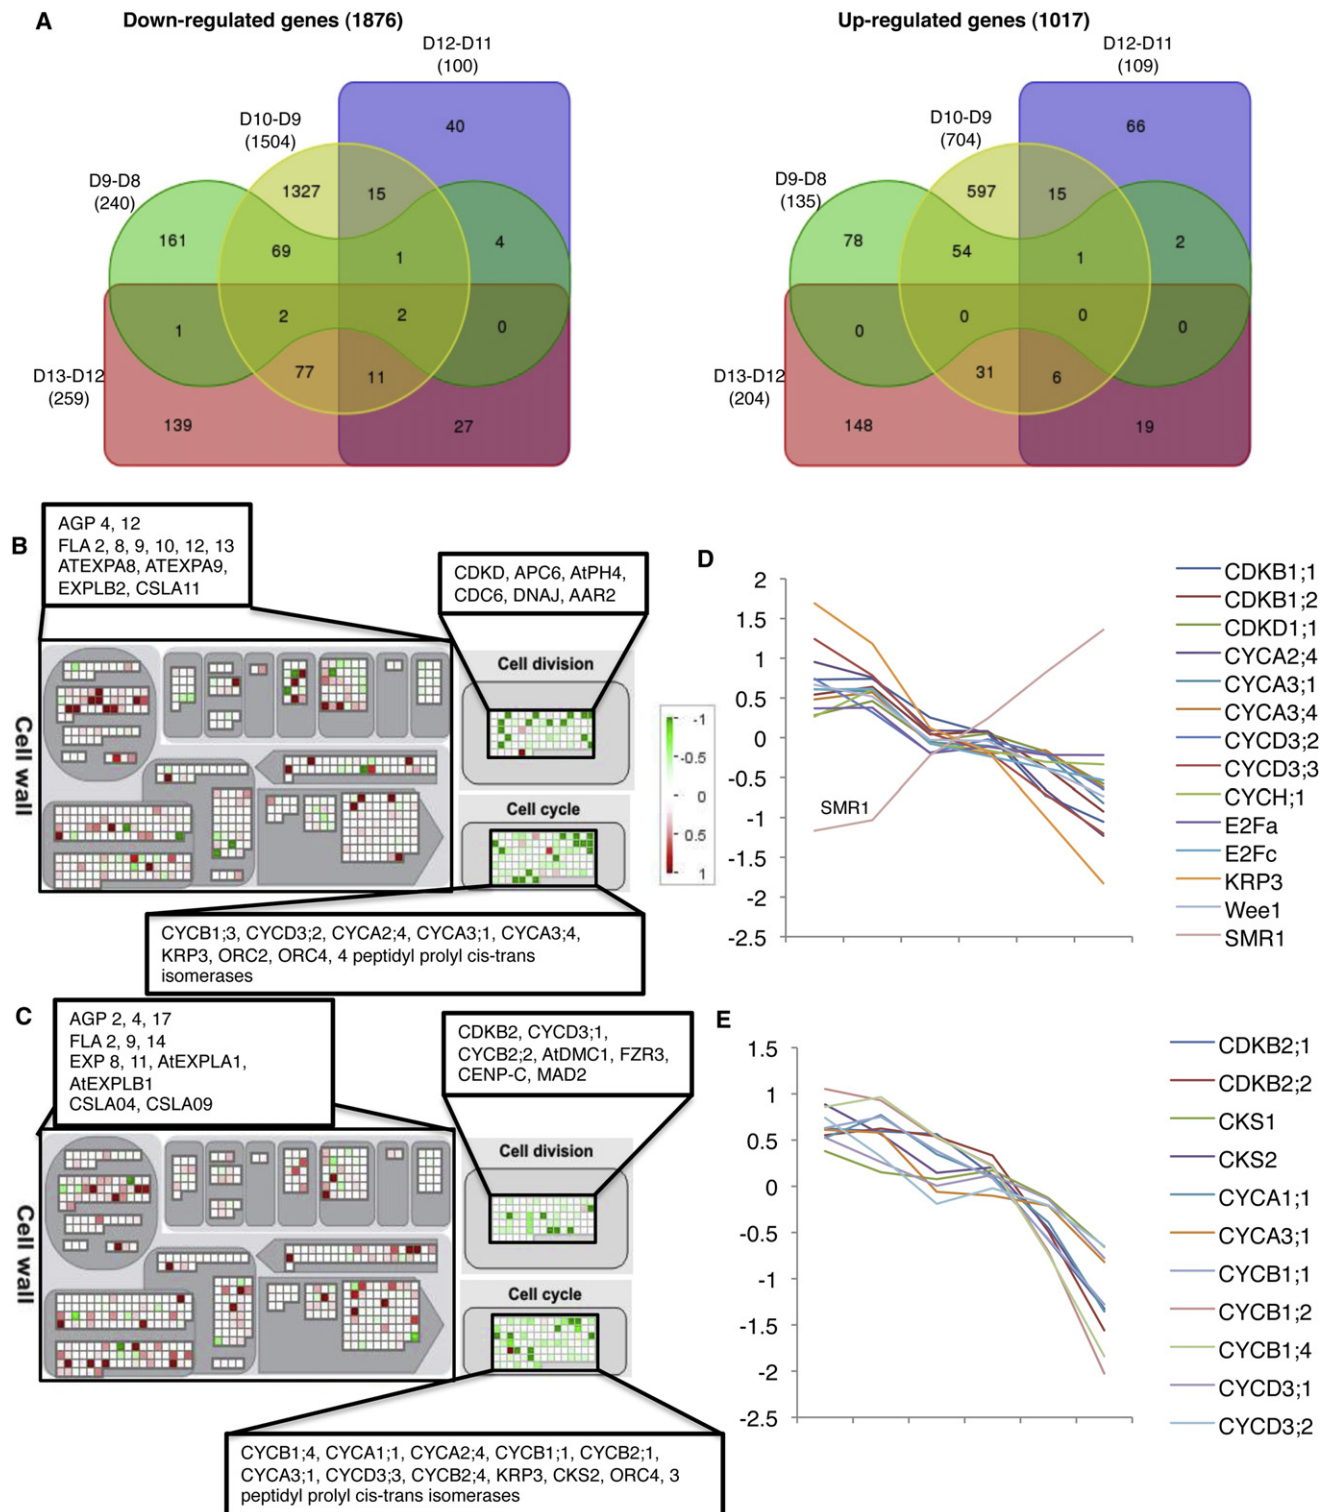 A
Down-regulated genes (1876)
D12-D11
(100)
D10-D9
(1504)
D9-D8
(240)
D13-D12
(259)
40
1327
15
161
69
1
4
1
2
2
0
77
11
139
27
Up-regulated genes (1017)
D12-D11
(109)
D10-D9
(704)
D9-D8
(135)
D13-D12
(204)
66
597
15
78
54
1
2
0
0
0
0
31
6
148
19
B
AGP 4, 12
FLA 2, 8, 9, 10, 12, 13
ATEXPA8, ATEXPA9,
EXPLB2, CSLA11
CDKD, APC6, AtPH4,
CDC6, DNAJ, AAR2
Cell wall
Cell division
Cell cycle
-1
-0.5
0
0.5
1
CYCB1;3, CYCD3;2, CYCA2;4, CYCA3;1, CYCA3;4,
KRP3, ORC2, ORC4, 4 peptidyl prolyl cis-trans
isomerases
C
AGP 2, 4, 17
FLA 2, 9, 14
EXP 8, 11, AtEXPLA1,
AtEXPLB1
CSLA04, CSLA09
CDKB2, CYCD3;1,
CYCB2;2, AtDMC1, FZR3,
CENP-C, MAD2
Cell wall
Cell division
Cell cycle
CYCB1;4, CYCA1;1, CYCA2;4, CYCB1;1, CYCB2;1,
CYCA3;1, CYCD3;3, CYCB2;4, KRP3, CKS2, ORC4, 3
peptidyl prolyl cis-trans isomerases
D
2
1.5
1
0.5
0
-0.5
-1
-1.5
-2
-2.5
SMR1
CDKB1;1
CDKB1;2
CDKD1;1
CYCA2;4
CYCA3;1
CYCA3;4
CYCD3;2
CYCD3;3
CYCH;1
E2Fa
E2Fc
KRP3
Wee1
SMR1
E
1.5
1
0.5
0
-0.5
-1
-1.5
-2
-2.5
CDKB2;1
CDKB2;2
CKS1
CKS2
CYCA1;1
CYCA3;1
CYCB1;1
CYCB1;2
CYCB1;4
CYCD3;1
CYCD3;2